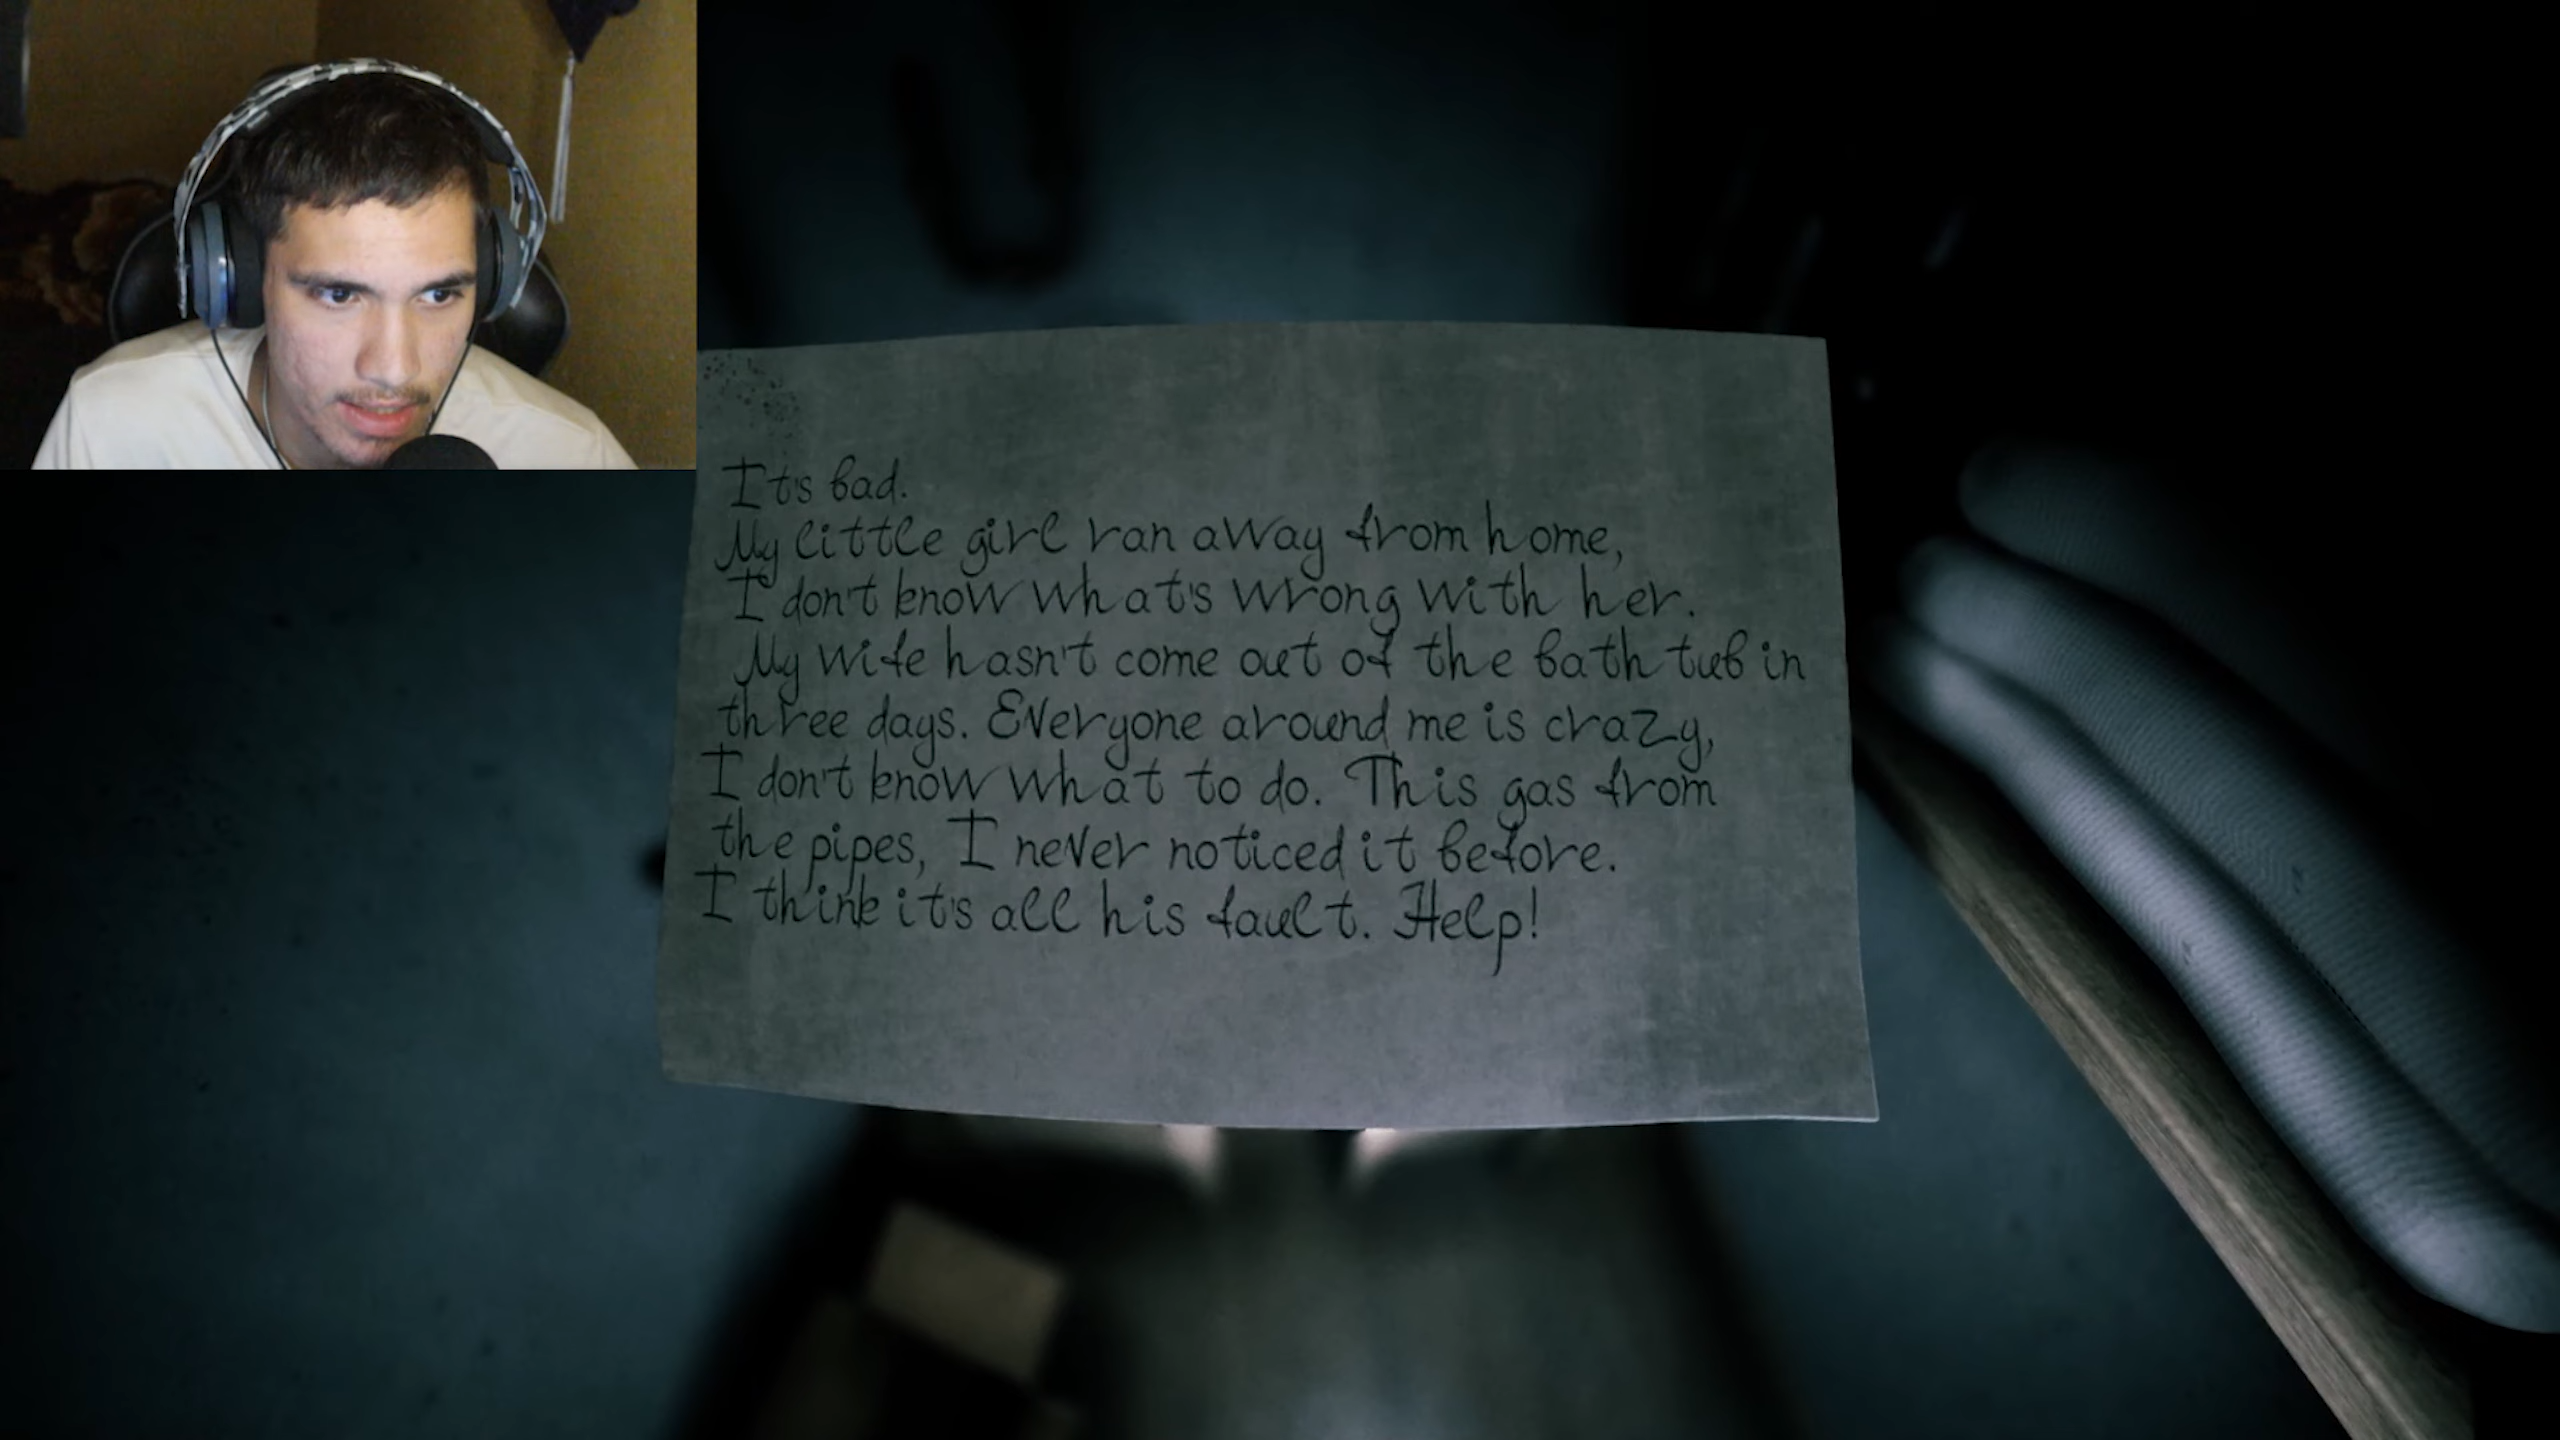 It's bad.
My little girl ran away from home,
I don't know what's wrong with her.
My wife hasn't come out of the bath tub in
three days. Everyone around me is crazy,
I don't know what to do. This gas from
the pipes, I never noticed it before.
I think it's all his fault. Help!